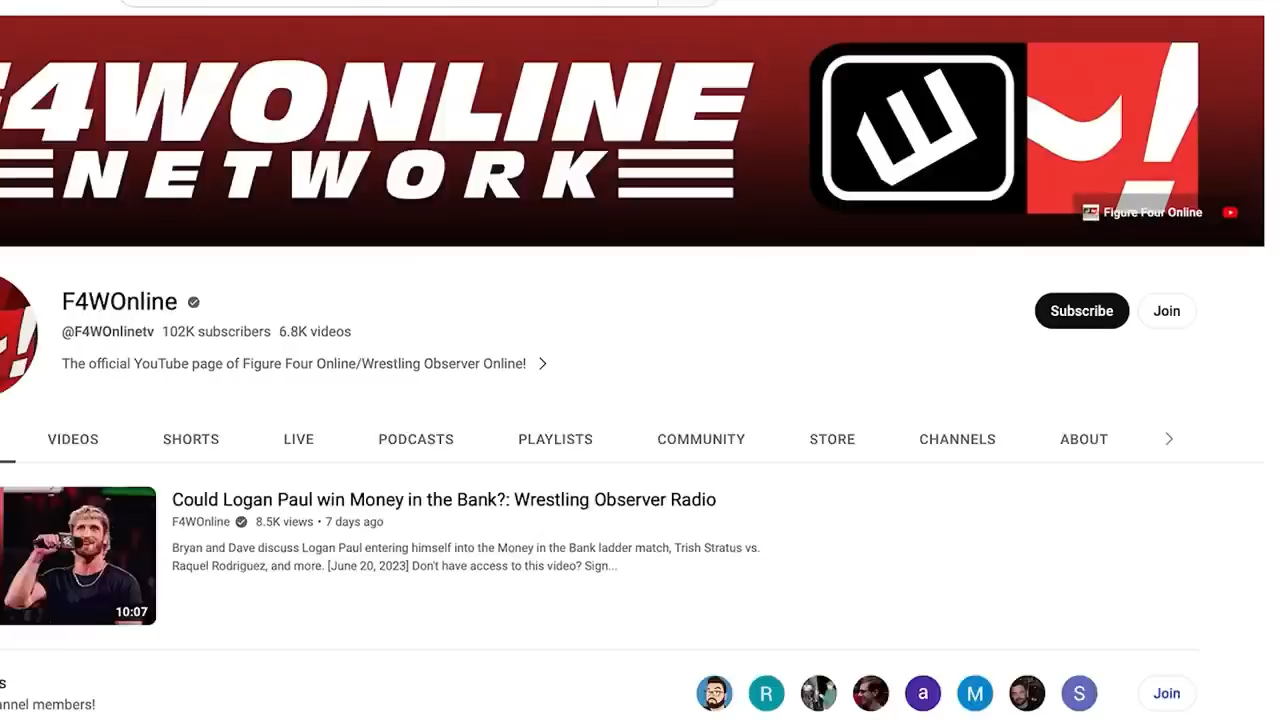 F4WONLINE
NETWORK
Figure Four Online
F4WOnline
@F4WOnlinetv 102K subscribers 6.8K videos
The official YouTube page of Figure Four Online/Wrestling Observer Online!
Subscribe
Join
VIDEOS SHORTS LIVE PODCASTS PLAYLISTS COMMUNITY STORE CHANNELS ABOUT
Could Logan Paul win Money in the Bank?: Wrestling Observer Radio
F4WOnline 8.5K views • 7 days ago
Bryan and Dave discuss Logan Paul entering himself into the Money in the Bank ladder match, Trish Stratus vs.
Raquel Rodriguez, and more. [June 20, 2023] Don't have access to this video? Sign...
10:07
R a M S
Join
channel members!